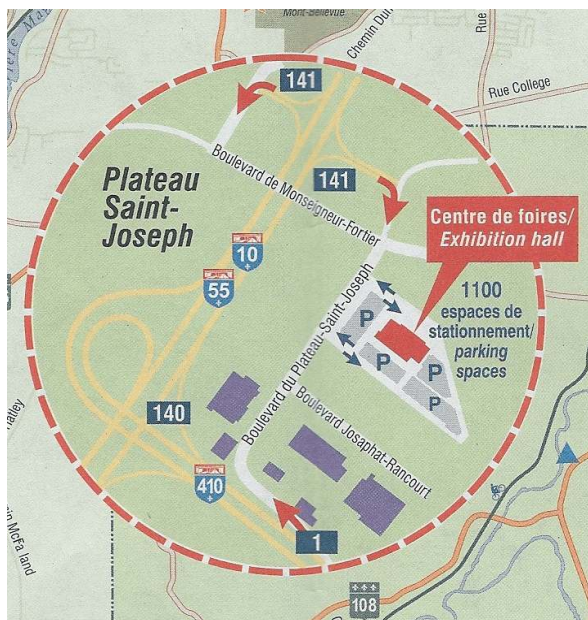 Mont-Bellevue
Chemin Du
Rue
Rue College
141
Boulevard de Monseigneur-Fortier
141
Plateau
Saint-
Joseph
Centre de foires/
Exhibition hall
10
55
1100
espaces de
stationnement/
parking
spaces
P
P
P
P
Boulevard du Plateau-Saint-Joseph
140
Boulevard Josaphat-Rancourt
410
1
108